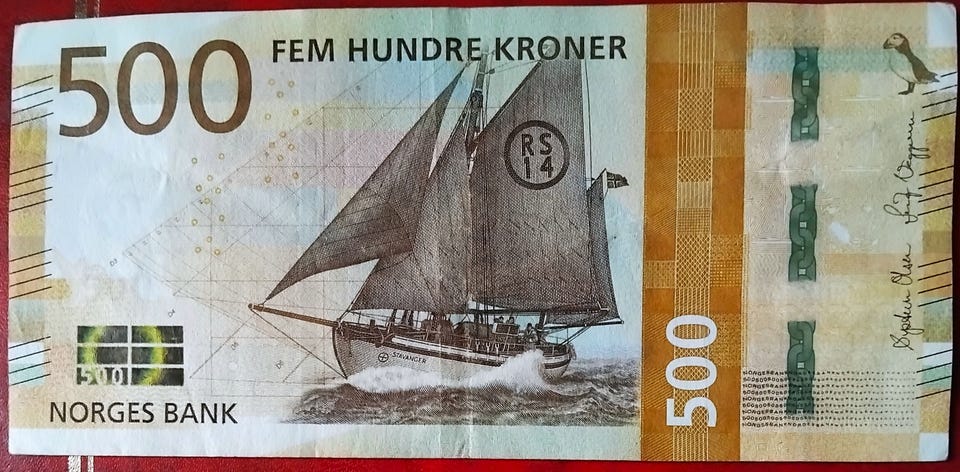 500
FEM HUNDRE KRONER
RS
14
STAVANGER
500
NORGES BANK
500